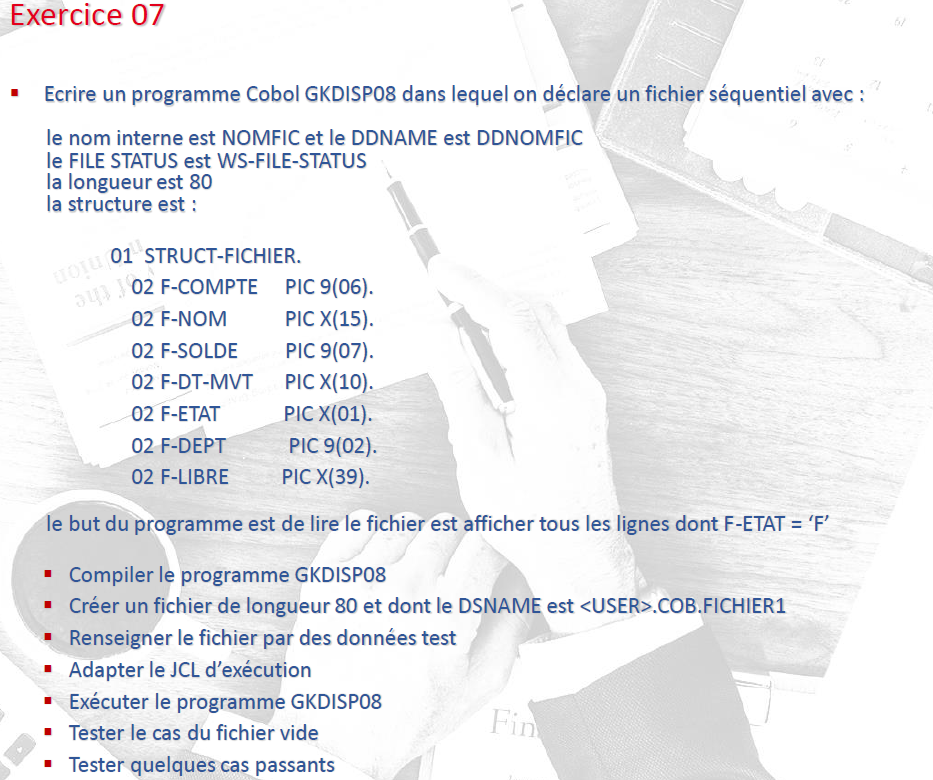 Exercice 07
▪ Ecrire un programme Cobol GKDISP08 dans lequel on déclare un fichier séquentiel avec :
le nom interne est NOMFIC et le DDNAME est DDNOMFIC
le FILE STATUS est WS-FILE-STATUS
la longueur est 80
la structure est :
01 STRUCT-FICHIER.
02 F-COMPTE PIC 9(06).
02 F-NOM PIC X(15).
02 F-SOLDE PIC 9(07).
02 F-DT-MVT PIC X(10).
02 F-ETAT PIC X(01).
02 F-DEPT PIC 9(02).
02 F-LIBRE PIC X(39).
le but du programme est de lire le fichier est afficher tous les lignes dont F-ETAT = ‘F’
▪ Compiler le programme GKDISP08
▪ Créer un fichier de longueur 80 et dont le DSNAME est <USER>.COB.FICHIER1
▪ Renseigner le fichier par des données test
▪ Adapter le JCL d’exécution
▪ Exécuter le programme GKDISP08
▪ Tester le cas du fichier vide
▪ Tester quelques cas passants